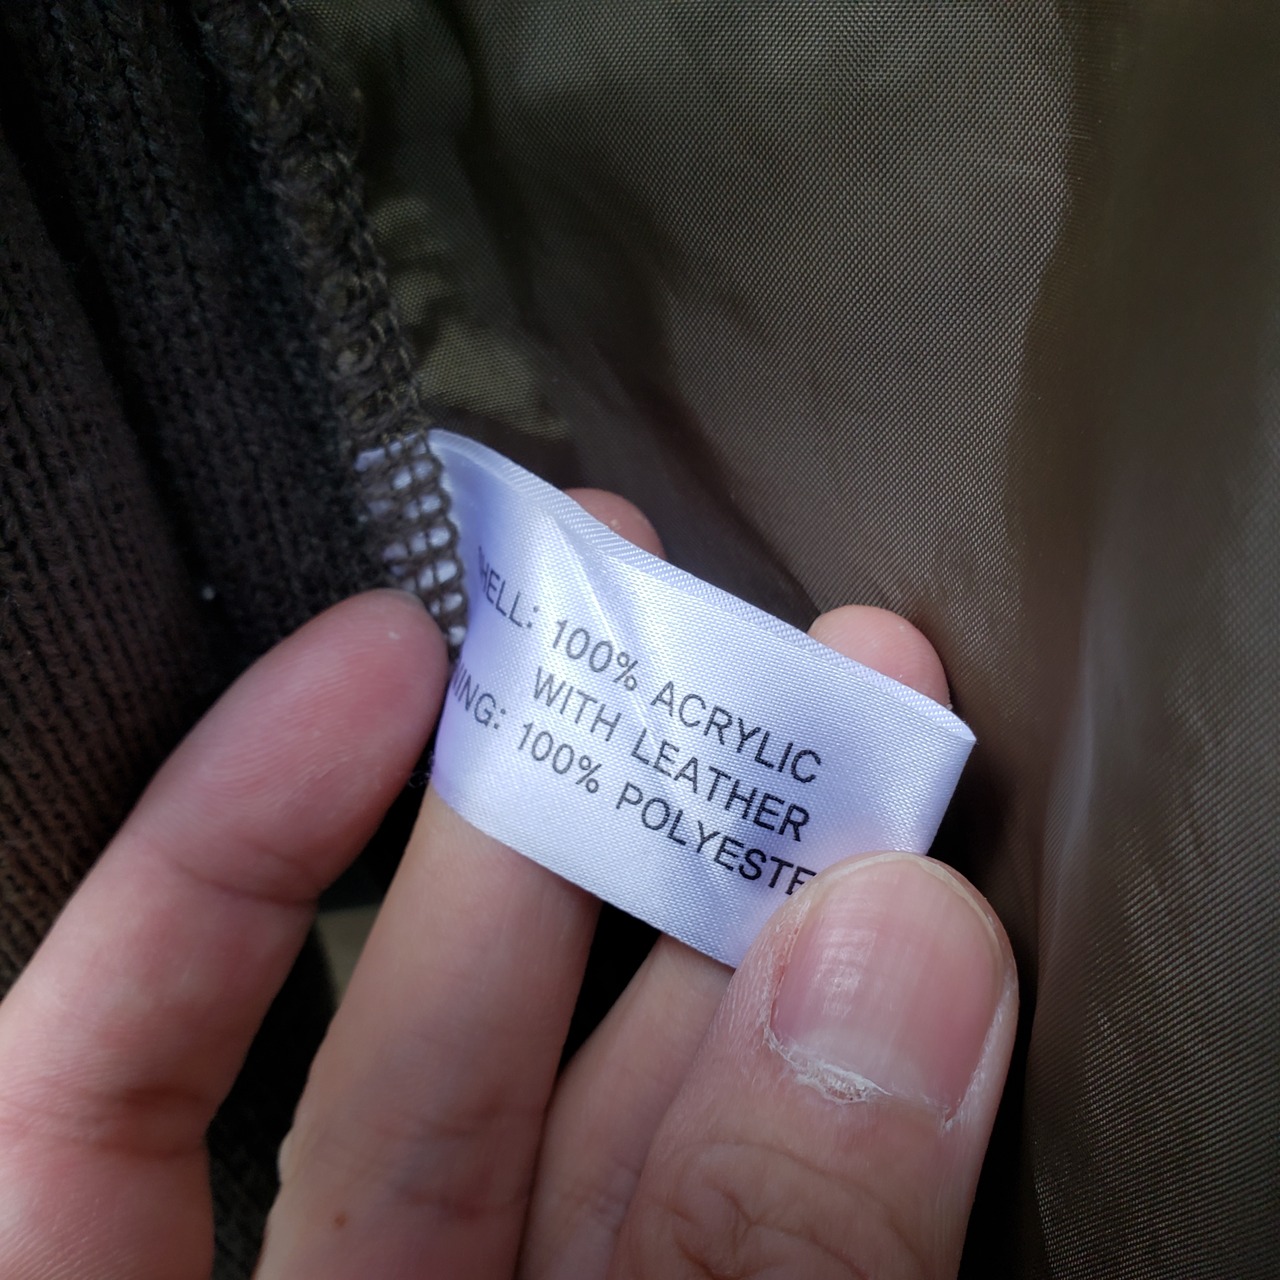 HELL: 100% ACRYLIC
WITH LEATHER
NING: 100% POLYESTE